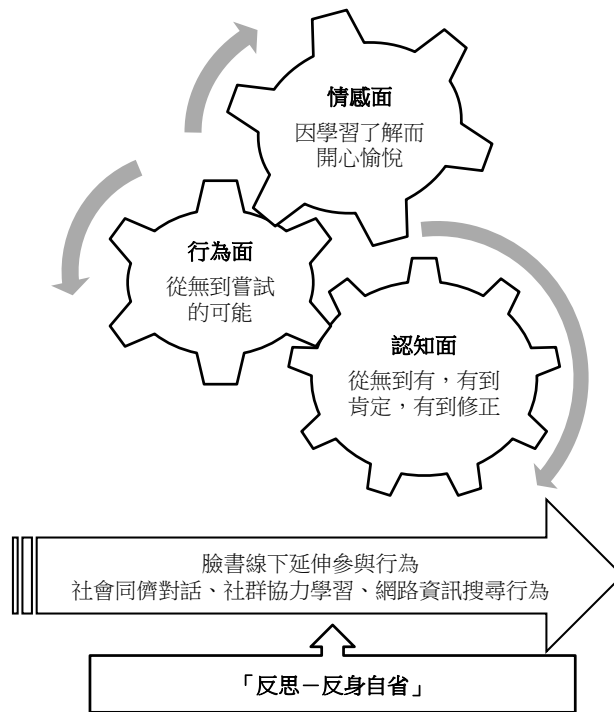 情感面
因學習了解而
開心愉悅
行為面
從無到嘗試
的可能
認知面
從無到有，有到
肯定，有到修正
臉書線下延伸參與行為
社會同儕對話、社群協力學習、網路資訊搜尋行為
「反思－反身自省」